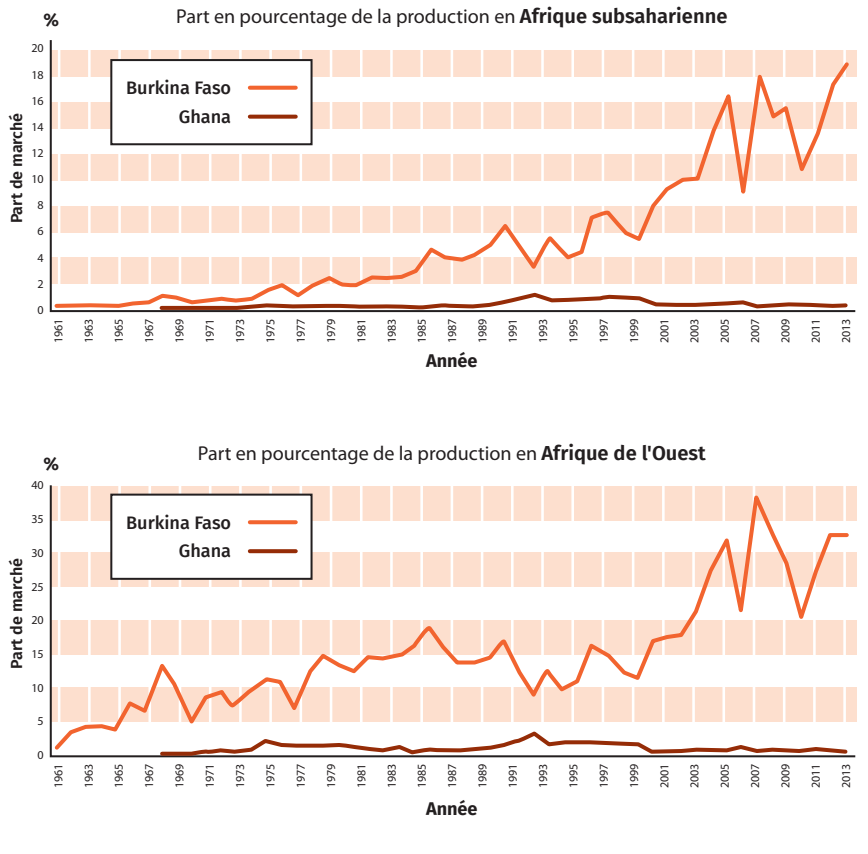 Part en pourcentage de la production en Afrique subsaharienne
%
20
18
16
14
12
10
8
6
4
2
0
Part de marché
Burkina Faso
Ghana
1961 1963 1965 1967 1969 1971 1973 1975 1977 1979 1981 1983 1985 1987 1989 1991 1993 1995 1997 1999 2001 2003 2005 2007 2009 2011 2013
Année
Part en pourcentage de la production en Afrique de l'Ouest
%
40
35
30
25
20
15
10
5
0
Part de marché
Burkina Faso
Ghana
1961 1963 1965 1967 1969 1971 1973 1975 1977 1979 1981 1983 1985 1987 1989 1991 1993 1995 1997 1999 2001 2003 2005 2007 2009 2011 2013
Année